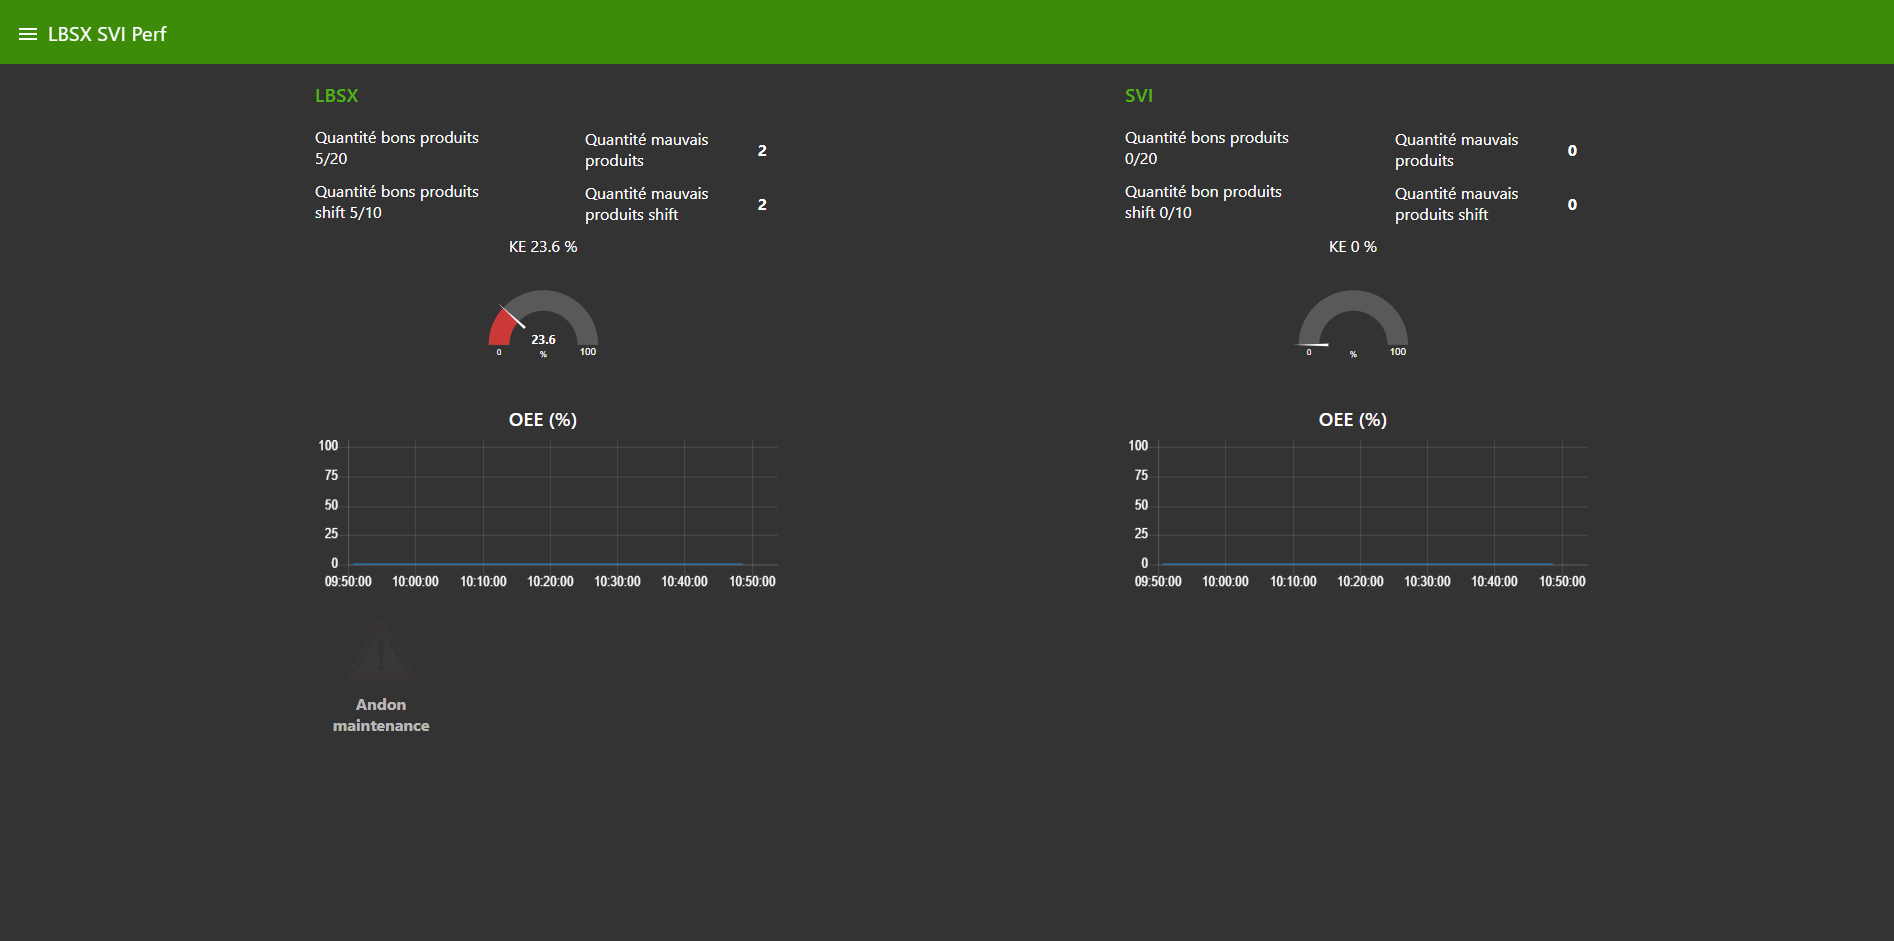 LBSX SVI Perf
LBSX
Quantité bons produits
5/20
Quantité mauvais
produits
2
Quantité bons produits
shift 5/10
Quantité mauvais
produits shift
2
KE 23.6 %
23.6
0
%
100
OEE (%)
100
75
50
25
0
09:50:00 10:00:00 10:10:00 10:20:00 10:30:00 10:40:00 10:50:00
Andon
maintenance
SVI
Quantité bons produits
0/20
Quantité mauvais
produits
0
Quantité bon produits
shift 0/10
Quantité mauvais
produits shift
0
KE 0 %
0
%
100
OEE (%)
100
75
50
25
0
09:50:00 10:00:00 10:10:00 10:20:00 10:30:00 10:40:00 10:50:00